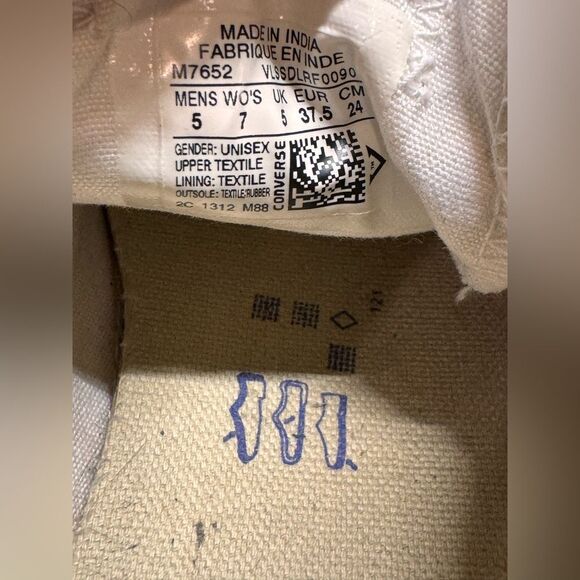 MADE IN INDIA
FABRIQUE EN INDE
M7652 VLSSDLRF0090
MENS WO'S UK EUR CM
5 7 5 37.5 24
GENDER: UNISEX
UPPER TEXTILE
LINING: TEXTILE
OUTSOLE: TEXTILE/RUBBER
2C 1312 M88
CONVERSE
121